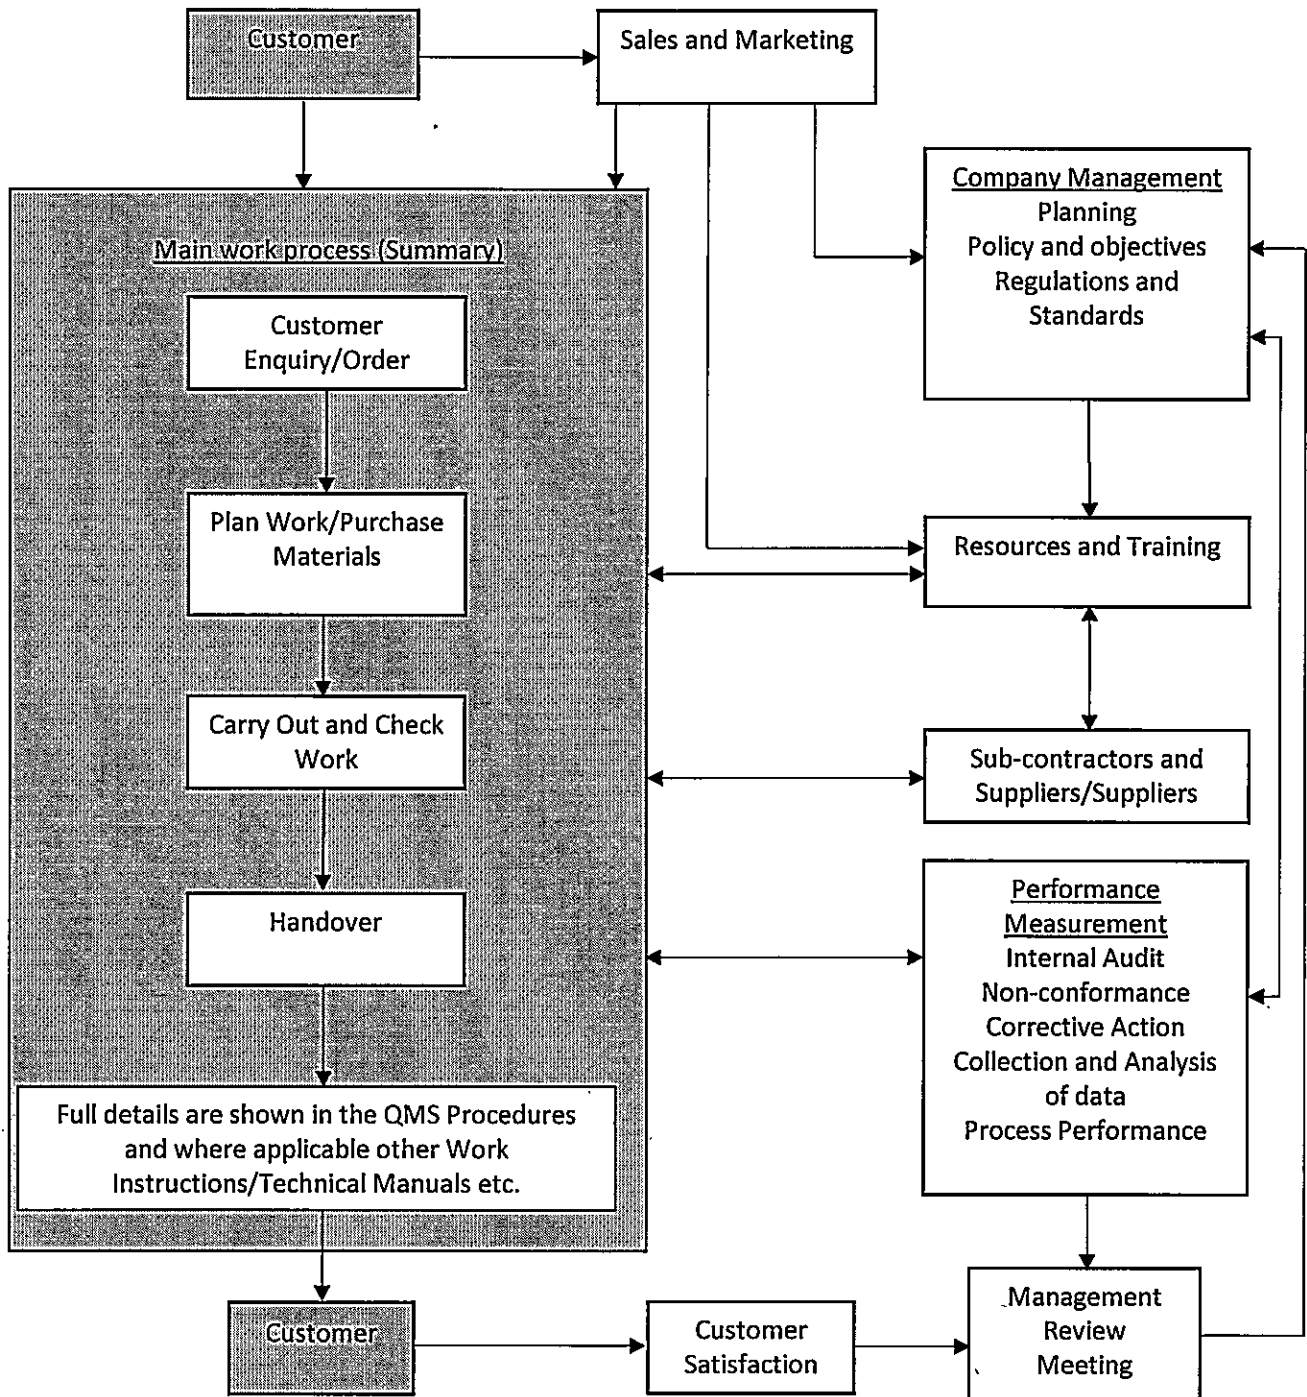 Customer
Sales and Marketing
Main work process (Summary)
Customer
Enquiry/Order
Plan Work/Purchase
Materials
Carry Out and Check
Work
Handover
Full details are shown in the QMS Procedures
and where applicable other Work
Instructions/Technical Manuals etc.
Company Management
Planning
Policy and objectives
Regulations and
Standards
Resources and Training
Sub-contractors and
Suppliers/Suppliers
Performance
Measurement
Internal Audit
Non-conformance
Corrective Action
Collection and Analysis
of data
Process Performance
Customer
Customer
Satisfaction
Management
Review
Meeting